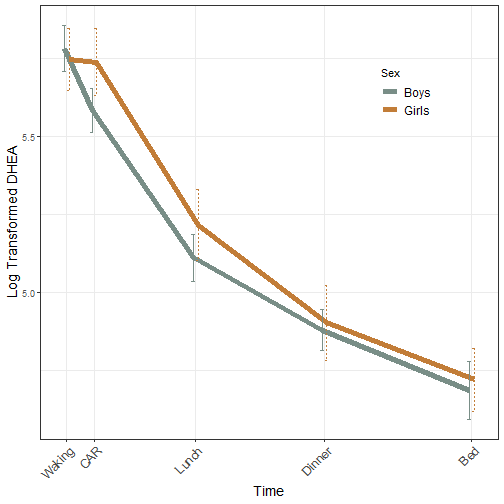 Log Transformed DHEA
5.5
5.0
Sex
Boys
Girls
Waking
CAR
Lunch
Dinner
Bed
Time